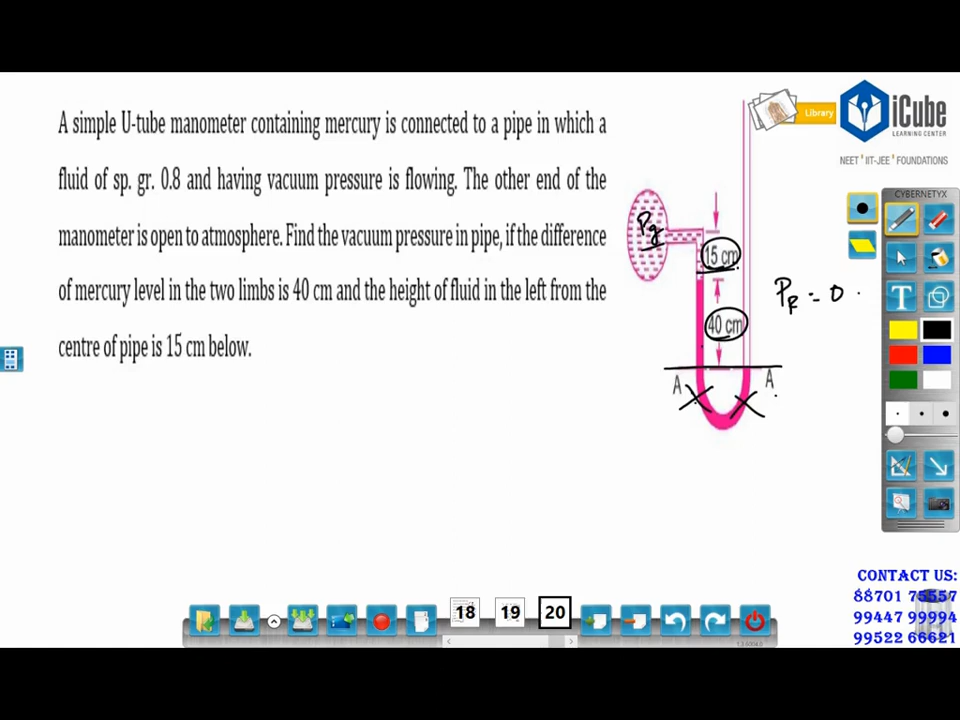 A simple U-tube manometer containing mercury is connected to a pipe in which a
fluid of sp. gr. 0.8 and having vacuum pressure is flowing. The other end of the
manometer is open to atmosphere. Find the vacuum pressure in pipe, if the difference
of mercury level in the two limbs is 40 cm and the height of fluid in the left from the
centre of pipe is 15 cm below.
Library
iCube
LEARNING CENTER
NEET ' IIT-JEE ' FOUNDATIONS
CYBERNETYX
Pg
15 cm
40 cm
A
A
PR = 0
T
18
19
20
CONTACT US:
88701 75557
99447 99994
99522 66621